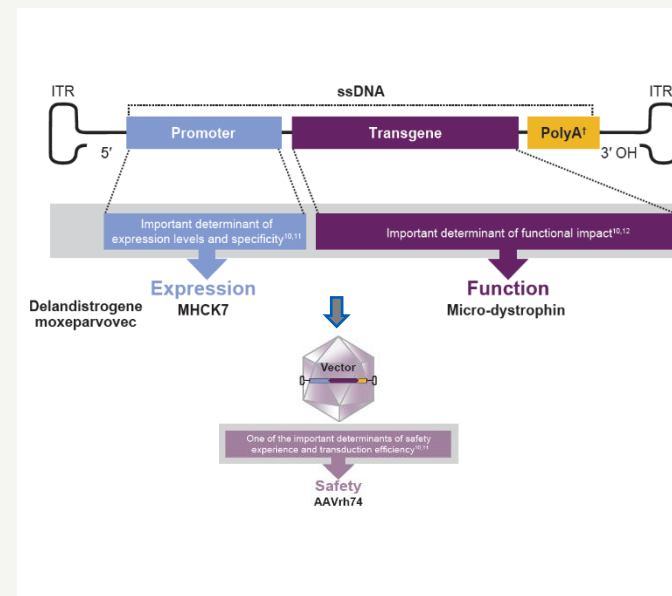 ITR
ssDNA
ITR
Promoter
Transgene
PolyA†
5′
3′ OH
Important determinant of
expression levels and specificity10,11
Important determinant of functional impact10,12
Expression
Function
Delandistrogene
moxeparvovec
MHCK7
Micro-dystrophin
Vector
One of the important determinants of safety
experience and transduction efficiency10,11
Safety
AAVrh74